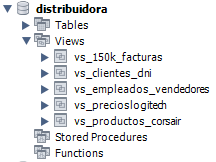 distribuidora
Tables
Views
vs_150k_facturas
vs_clientes_dni
vs_empleados_vendedores
vs_precioslogitech
vs_productos_corsair
Stored Procedures
Functions